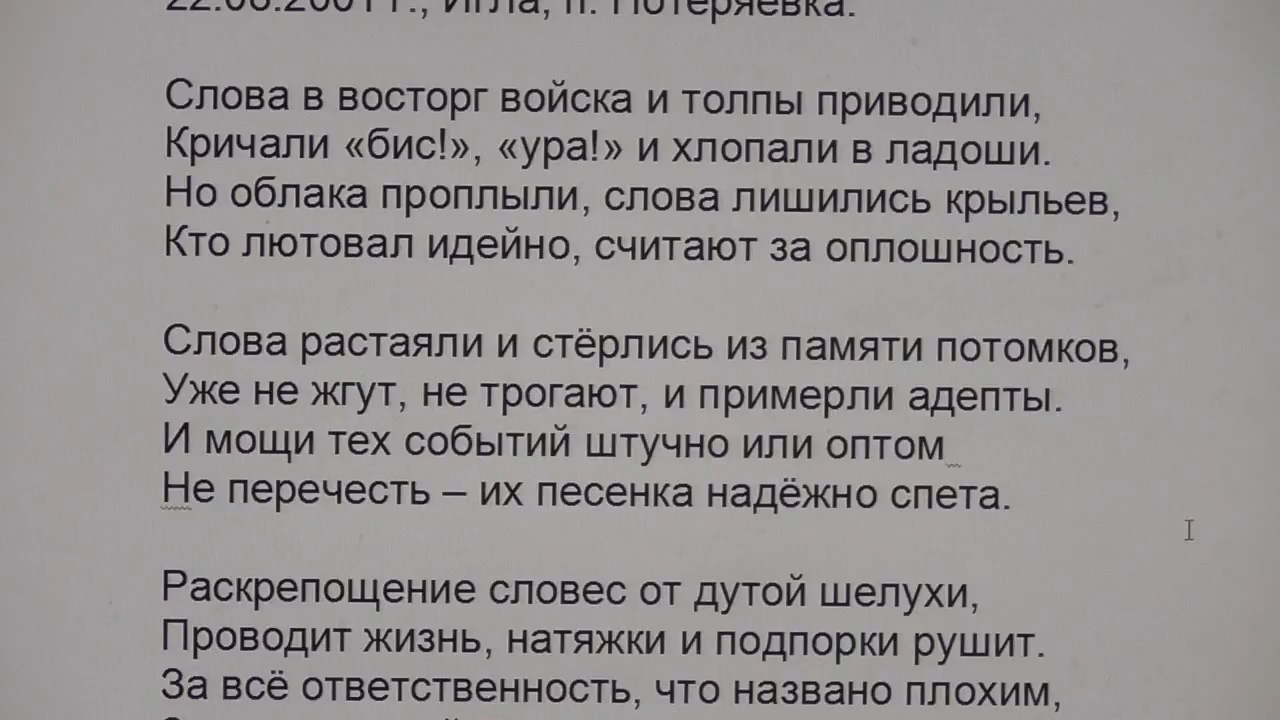 Игла, п. Потеряевка.
Слова в восторг войска и толпы приводили,
Кричали «бис!», «ура!» и хлопали в ладоши.
Но облака проплыли, слова лишились крыльев,
Кто лютовал идейно, считают за оплошность.
Слова растаяли и стёрлись из памяти потомков,
Уже не жгут, не трогают, и примерли адепты.
И мощи тех событий штучно или оптом
Не перечесть – их песенка надёжно спета.
Раскрепощение словес от дутой шелухи,
Проводит жизнь, натяжки и подпорки рушит.
За всё ответственность, что названо плохим,